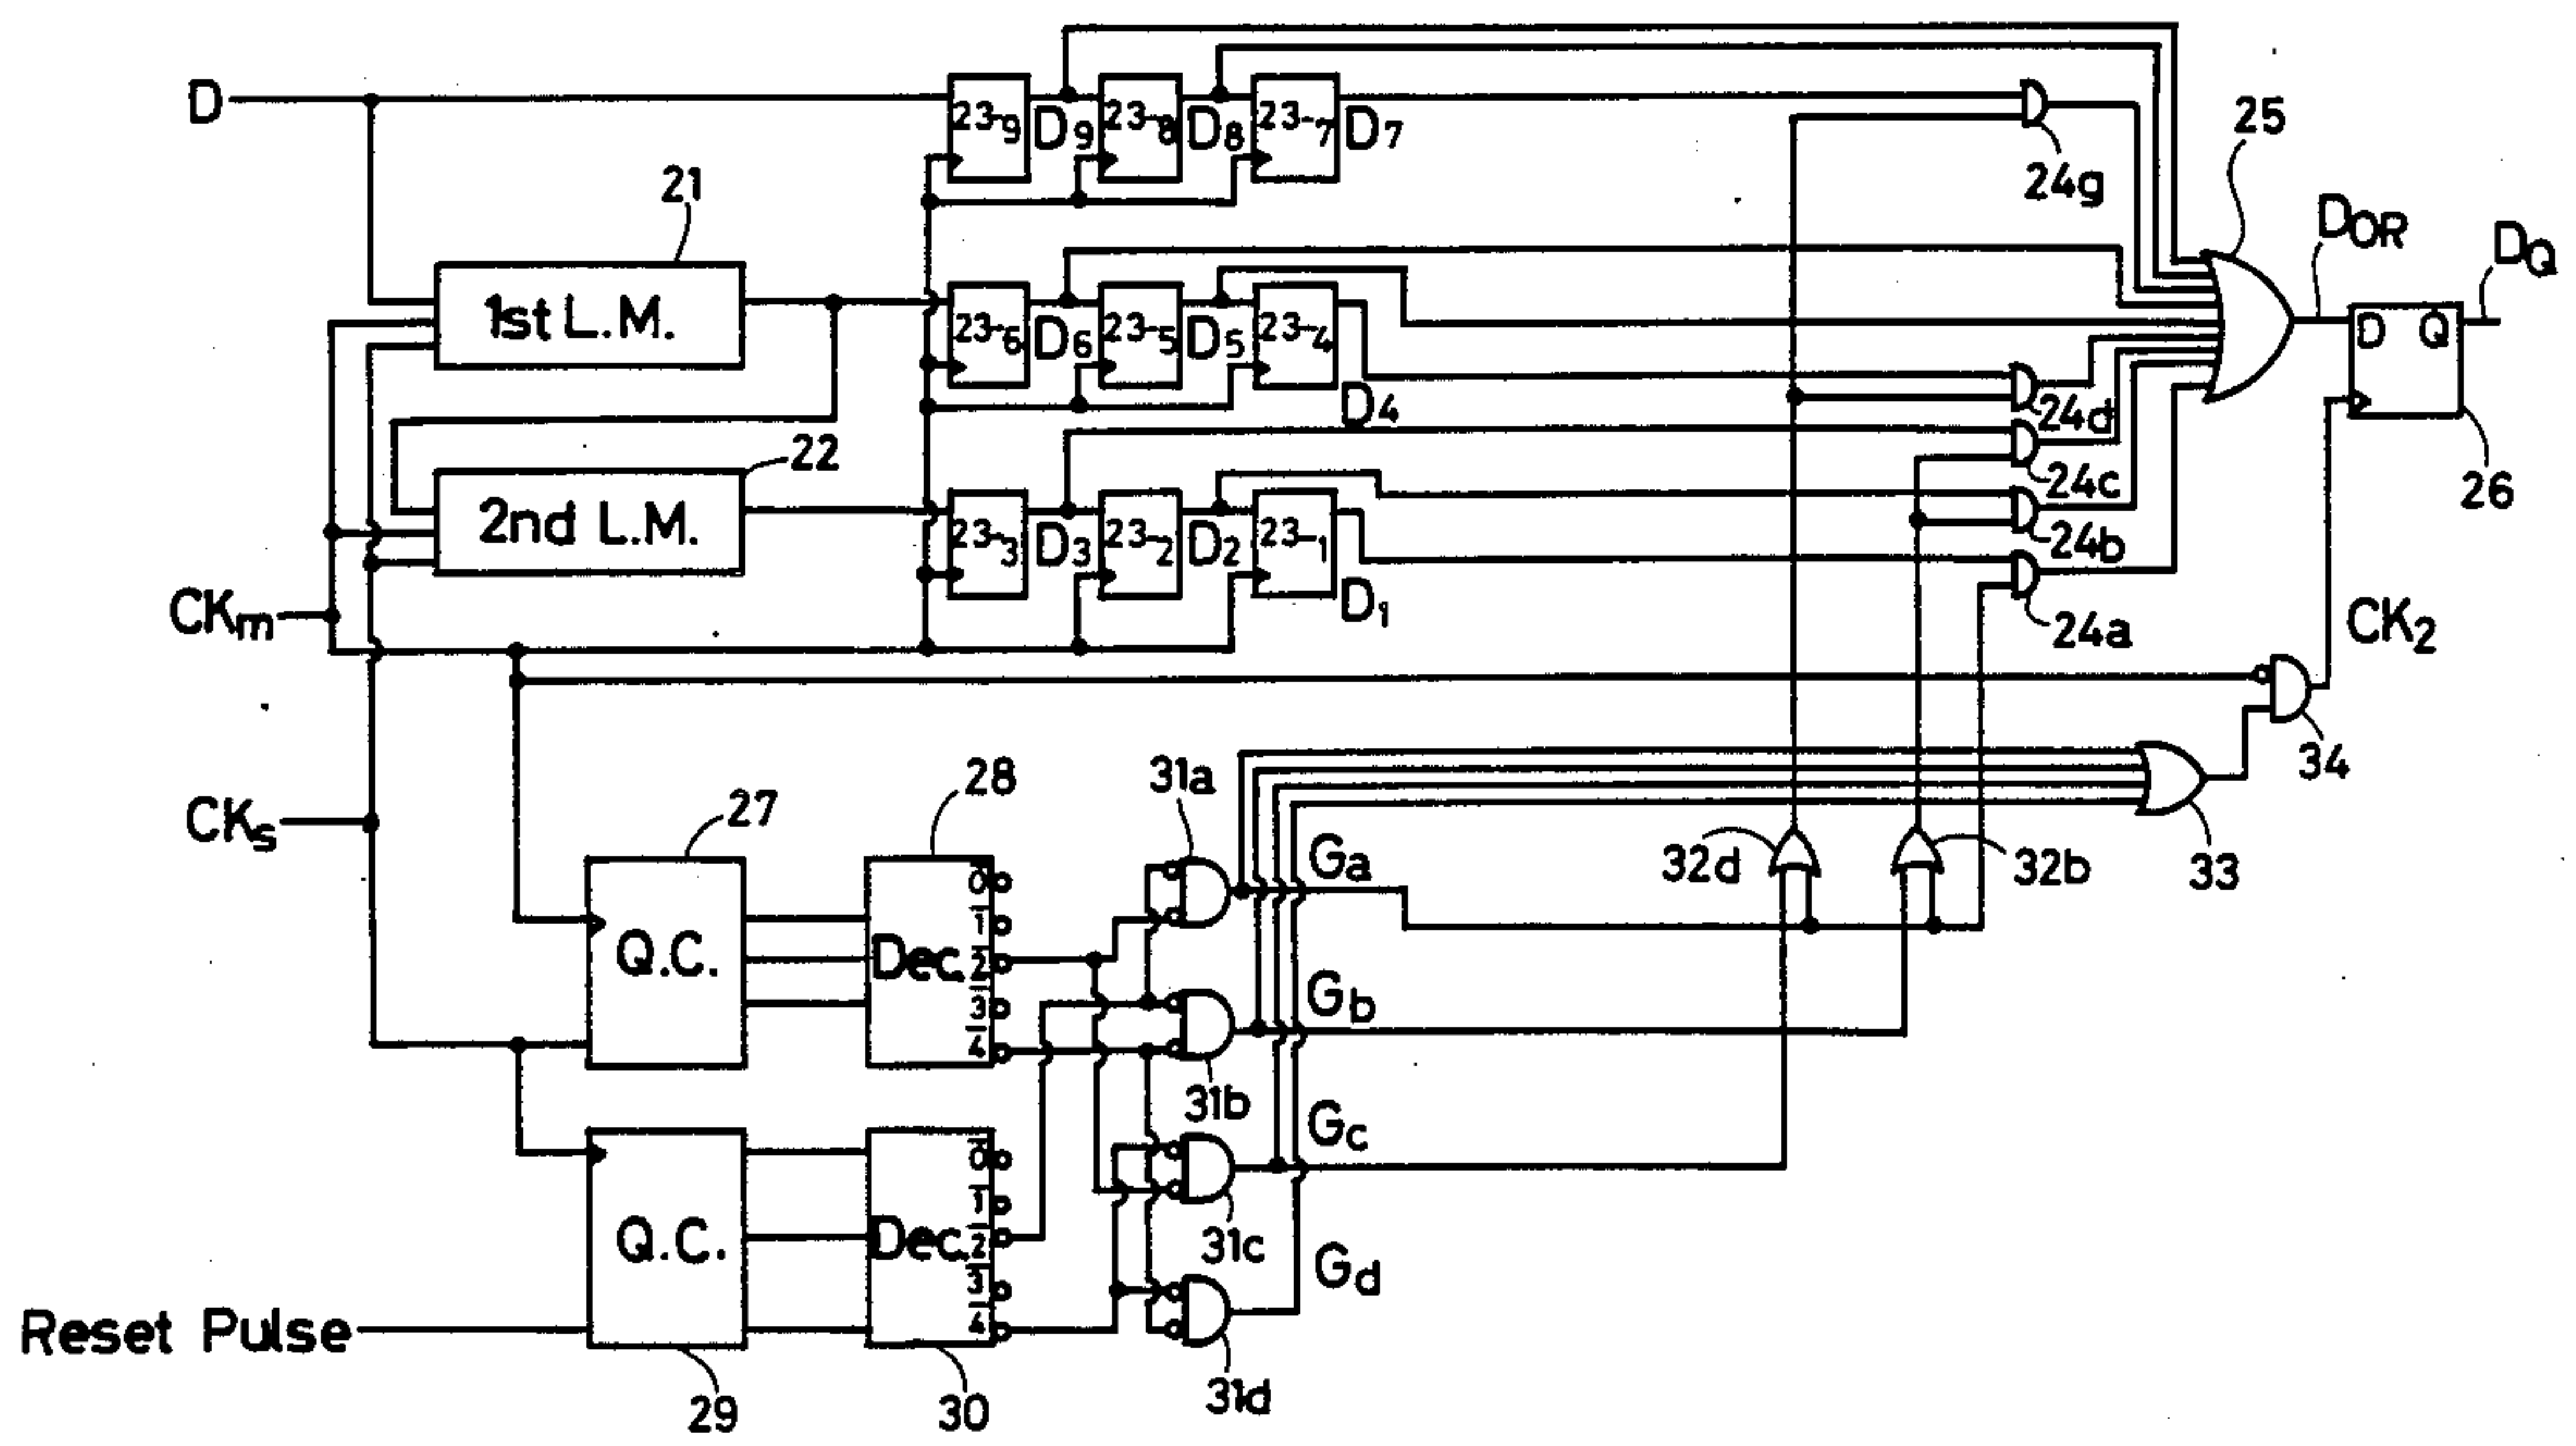 D
23-9
D9
23-8
D8
23-7
D7
24g
25
21
1st L.M.
23-6
D6
23-5
D5
23-4
D4
24d
DOR
DQ
D Q
26
22
2nd L.M.
23-3
D3
23-2
D2
23-1
D1
24c
24b
24a
CKm
CK2
34
CKs
27
28
31a
Q.C.
Dec.
0
1
2
3
4
Ga
32d
32b
33
Gb
31b
Gc
31c
Q.C.
Dec.
0
1
2
3
4
Gd
31d
Reset Pulse
29
30